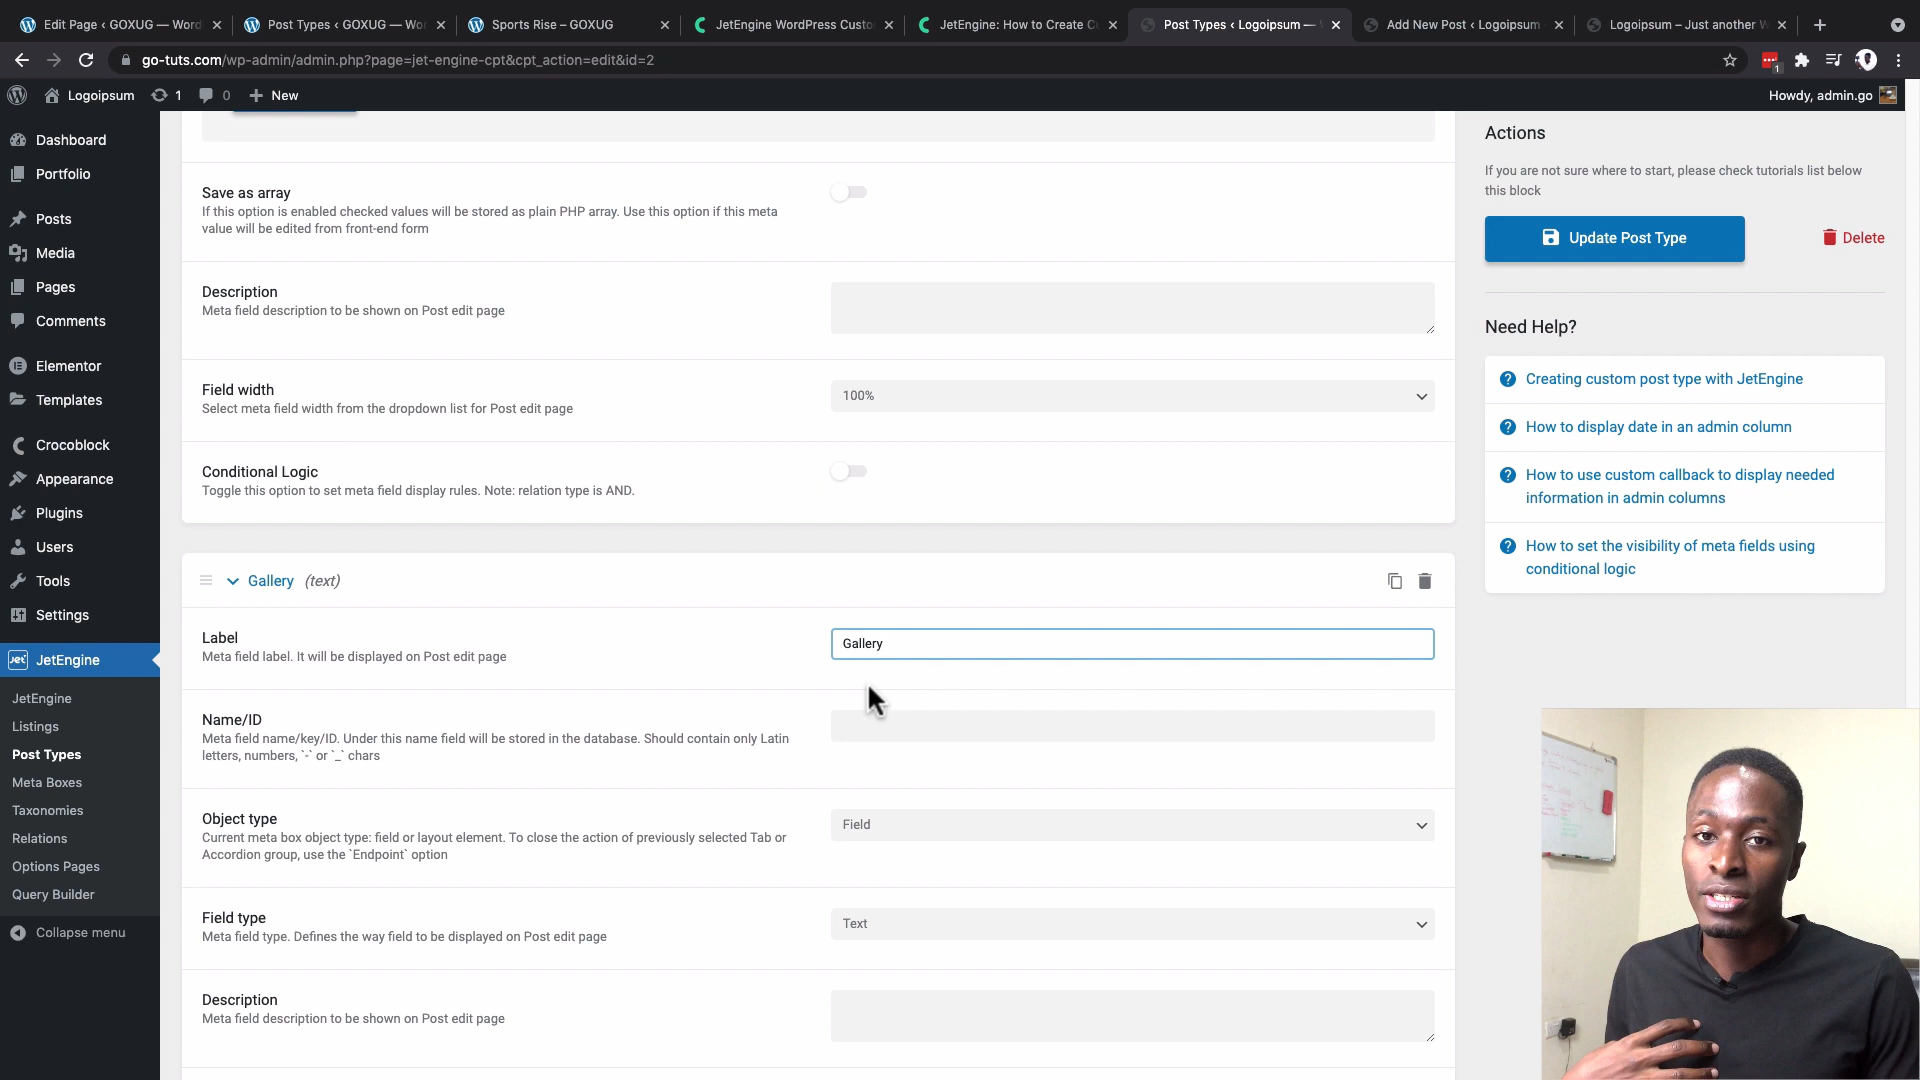 Edit Page ‹ GOXUG — Word
Post Types ‹ GOXUG — Wo
Sports Rise – GOXUG
JetEngine WordPress Custo
JetEngine: How to Create C
Post Types ‹ Logoipsum —
Add New Post ‹ Logoipsum
Logoipsum – Just another W
go-tuts.com/wp-admin/admin.php?page=jet-engine-cpt&cpt_action=edit&id=2
1
Logoipsum
1
0
New
Howdy, admin.go
Dashboard
Portfolio
Posts
Media
Pages
Comments
Elementor
Templates
Crocoblock
Appearance
Plugins
Users
Tools
Settings
Jet
JetEngine
JetEngine
Listings
Post Types
Meta Boxes
Taxonomies
Relations
Options Pages
Query Builder
Collapse menu
Save as array
If this option is enabled checked values will be stored as plain PHP array. Use this option if this meta
value will be edited from front-end form
Description
Meta field description to be shown on Post edit page
Field width
Select meta field width from the dropdown list for Post edit page
100%
Conditional Logic
Toggle this option to set meta field display rules. Note: relation type is AND.
Gallery (text)
Label
Meta field label. It will be displayed on Post edit page
Gallery
Name/ID
Meta field name/key/ID. Under this name field will be stored in the database. Should contain only Latin
letters, numbers, `-` or `_` chars
Object type
Current meta box object type: field or layout element. To close the action of previously selected Tab or
Accordion group, use the `Endpoint` option
Field
Field type
Meta field type. Defines the way field to be displayed on Post edit page
Text
Description
Meta field description to be shown on Post edit page
Actions
If you are not sure where to start, please check tutorials list below
this block
Update Post Type
Delete
Need Help?
Creating custom post type with JetEngine
How to display date in an admin column
How to use custom callback to display needed
information in admin columns
How to set the visibility of meta fields using
conditional logic